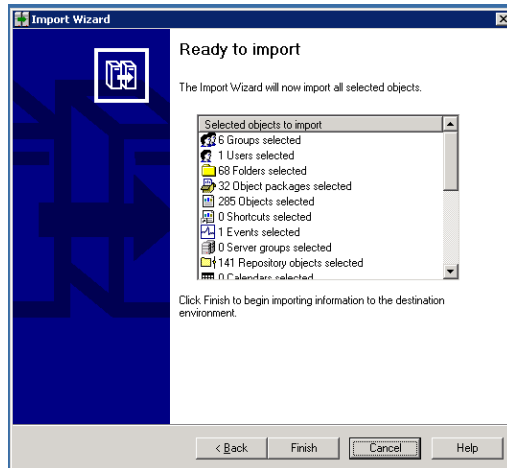 Import Wizard
Ready to import
The Import Wizard will now import all selected objects.
Selected objects to import
6 Groups selected
1 Users selected
68 Folders selected
32 Object packages selected
285 Objects selected
0 Shortcuts selected
1 Events selected
0 Server groups selected
141 Repository objects selected
0 Calendars selected
Click Finish to begin importing information to the destination
environment.
< Back
Finish
Cancel
Help